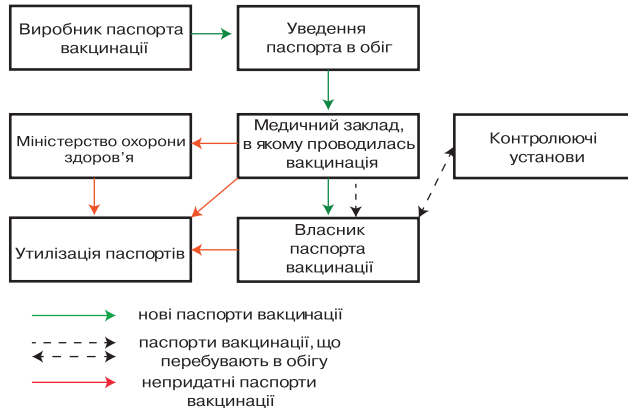 Виробник паспорта
вакцинації
Уведення
паспорта в обіг
Міністерство охорони
здоров’я
Медичний заклад,
в якому проводилась
вакцинація
Контролюючі
установи
Утилізація паспортів
Власник
паспорта
вакцинації
нові паспорти вакцинації
паспорти вакцинації, що
перебувають в обігу
непридатні паспорти
вакцинації